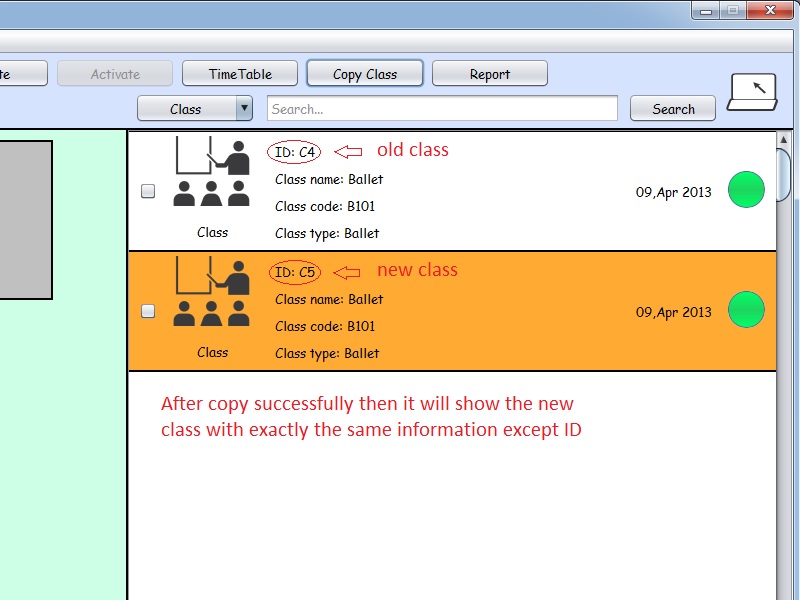 te
Activate
TimeTable
Copy Class
Report
Class
Search...
Search
ID: C4
old class
Class name: Ballet
Class code: B101
09,Apr 2013
Class
Class type: Ballet
ID: C5
new class
Class name: Ballet
Class code: B101
09,Apr 2013
Class
Class type: Ballet
After copy successfully then it will show the new
class with exactly the same information except ID